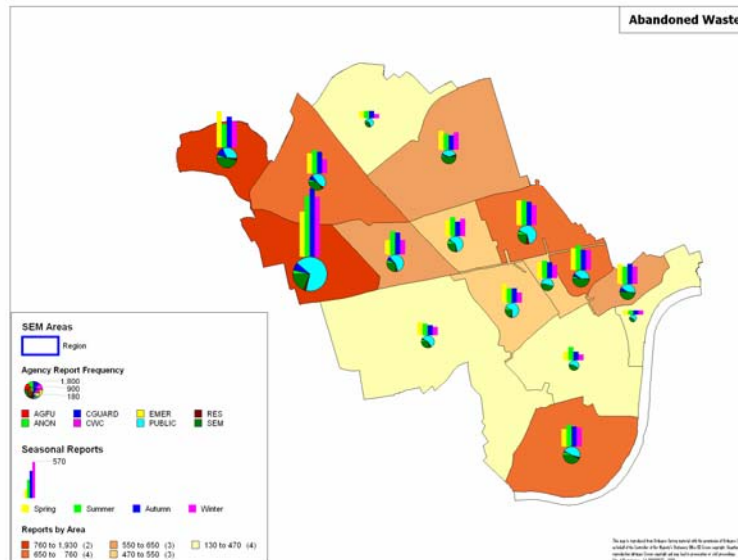 Abandoned Waste
SEM Areas
Region
Agency Report Frequency
1,800
900
180
AGFU CGUARD EMER RES
ANON CWC PUBLIC SEM
Seasonal Reports
570
Spring Summer Autumn Winter
Reports by Area
760 to 1,930 (2) 550 to 650 (3) 130 to 470 (4)
650 to 760 (4) 470 to 550 (3)